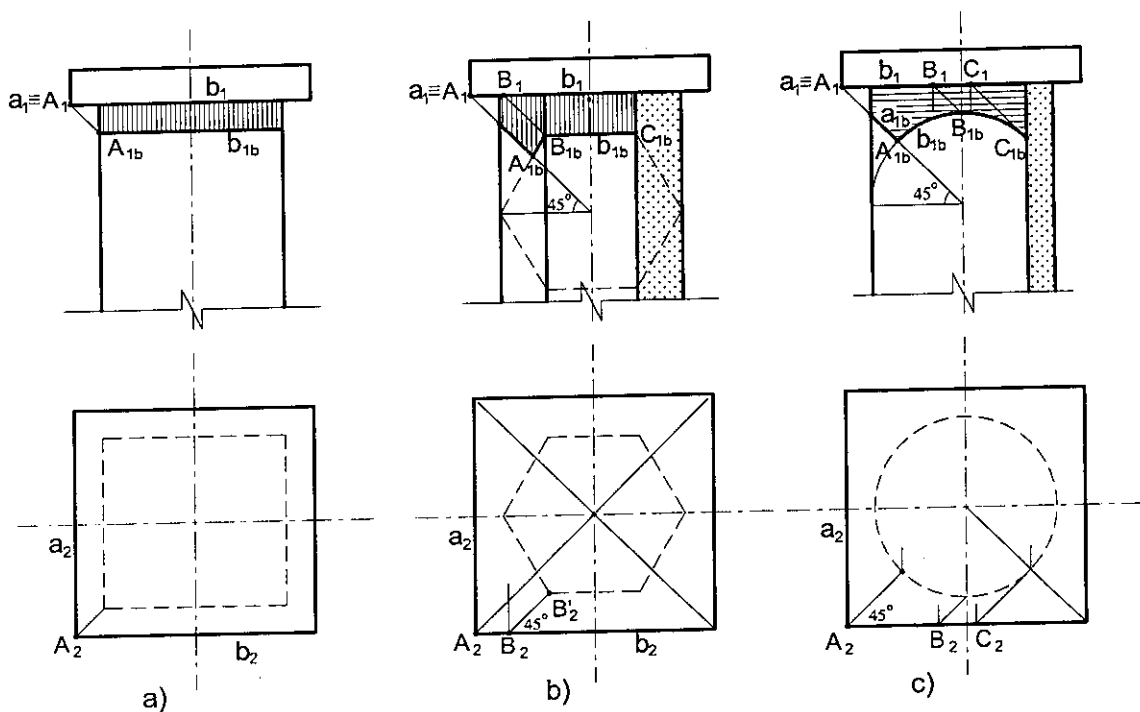 a₁≡A₁
b₁
A₁b
b₁b
a₁≡A₁
B₁
b₁
A₁b
B₁b
b₁b
C₁b
45°
a₁≡A₁
b₁
B₁
C₁
a₁b
A₁b
b₁b
B₁b
C₁b
45°
a₂
A₂
b₂
a)
a₂
A₂
B₂
45°
B'₂
b₂
b)
a₂
A₂
45°
B₂
C₂
c)